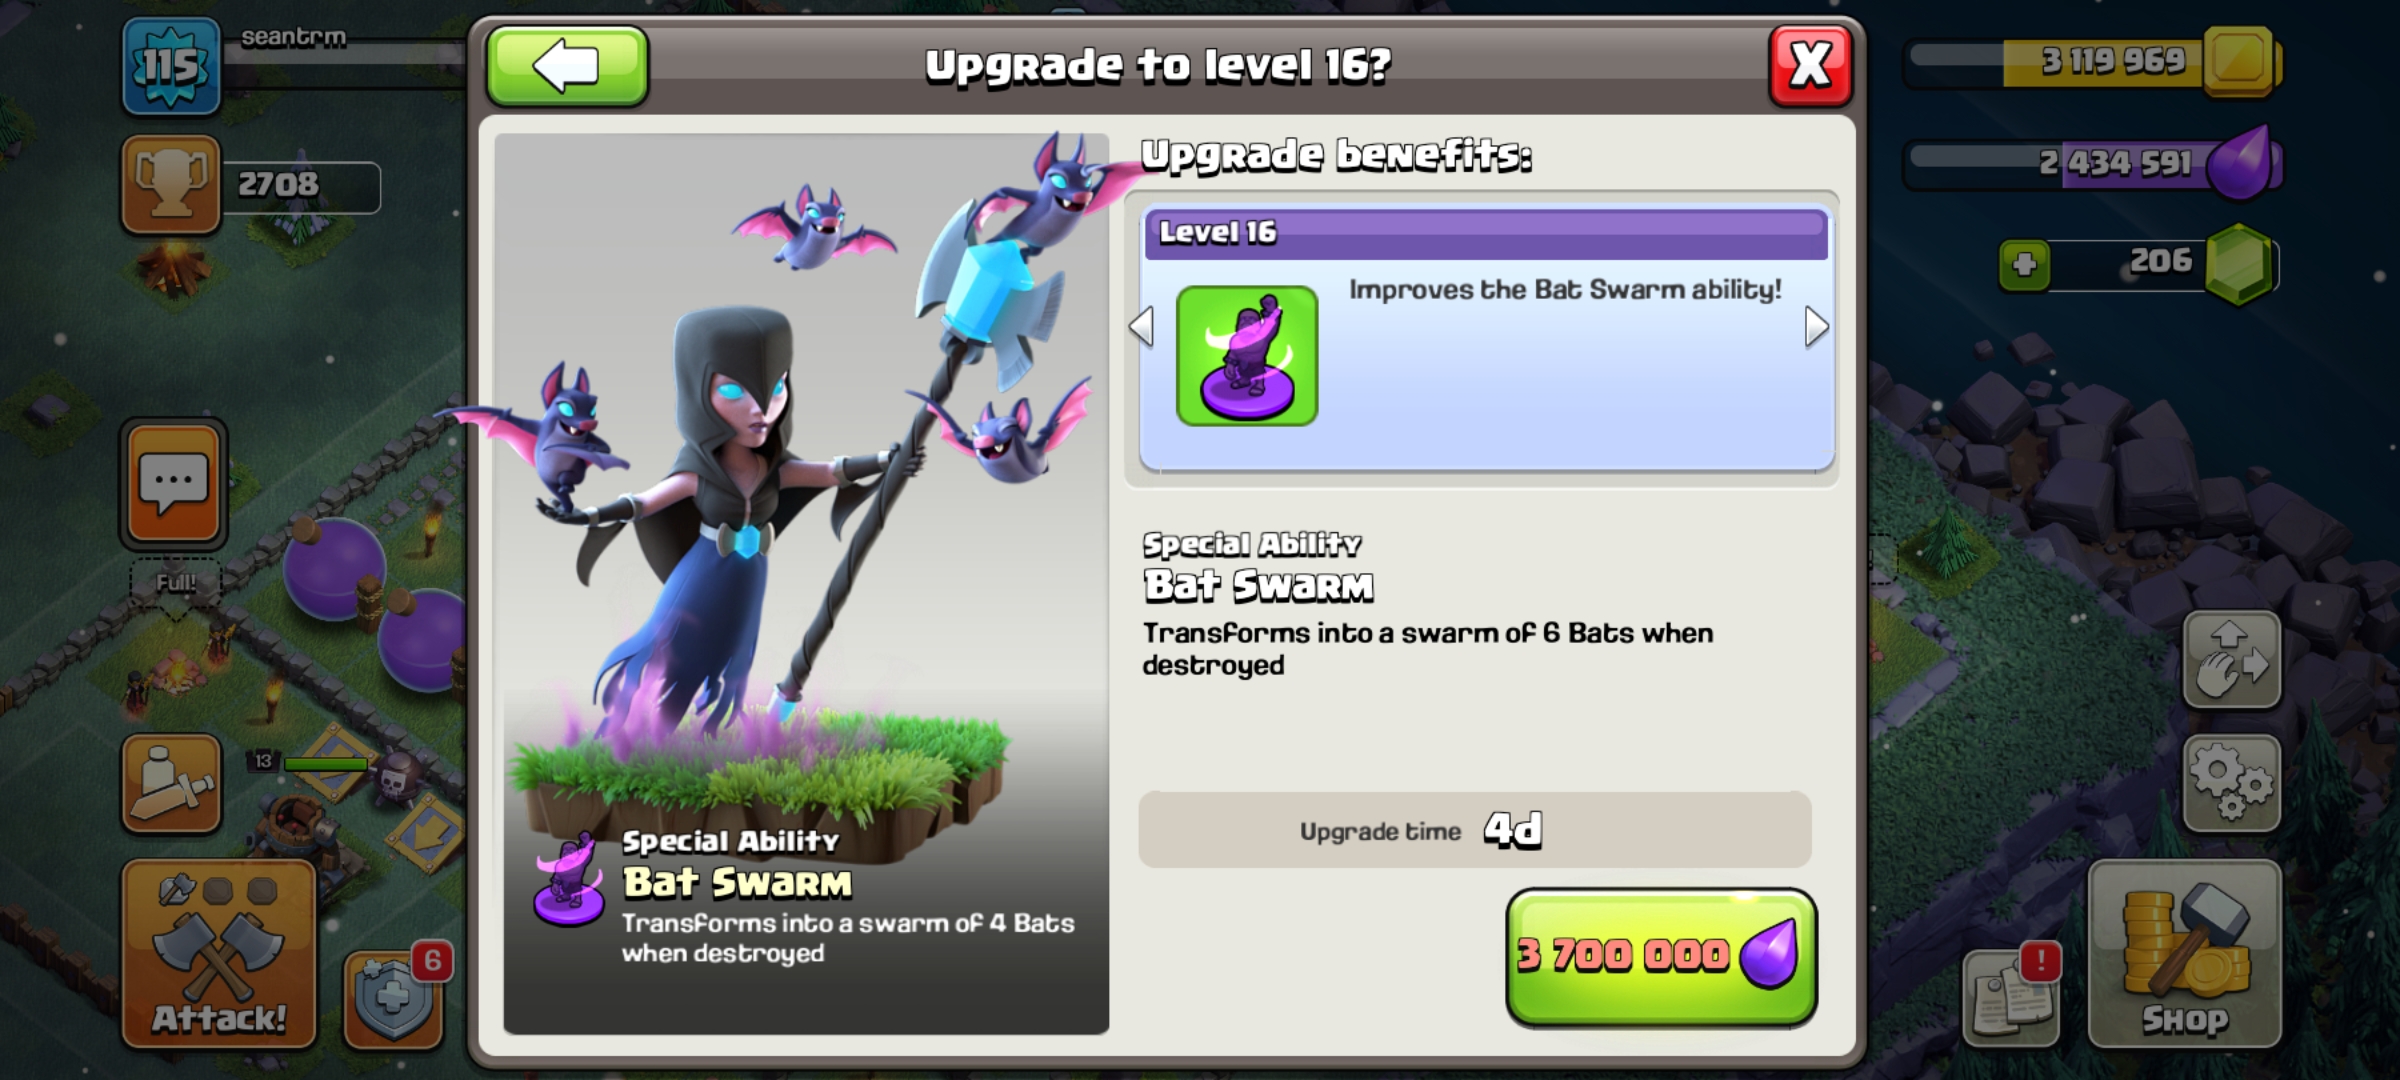 115
seantrm
2708
Full!
13
Attack!
6
Upgrade to level 16?
X
Special Ability
Bat Swarm
Transforms into a swarm of 4 Bats
when destroyed
Upgrade benefits:
Level 16
Improves the Bat Swarm ability!
Special Ability
Bat Swarm
Transforms into a swarm of 6 Bats when
destroyed
Upgrade time 4d
3 700 000
3 119 969
2 434 591
206
!
Shop